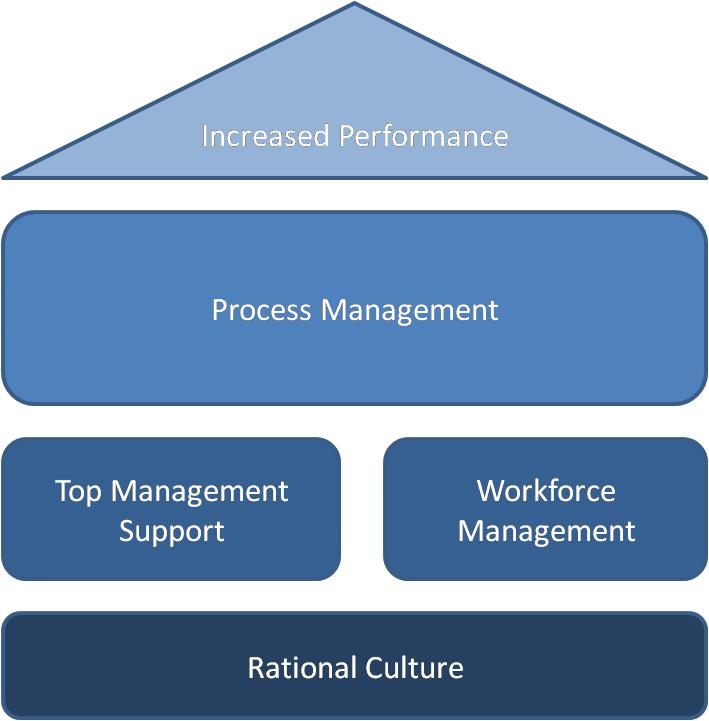 Increased Performance
Process Management
Top Management
Support
Workforce
Management
Rational Culture